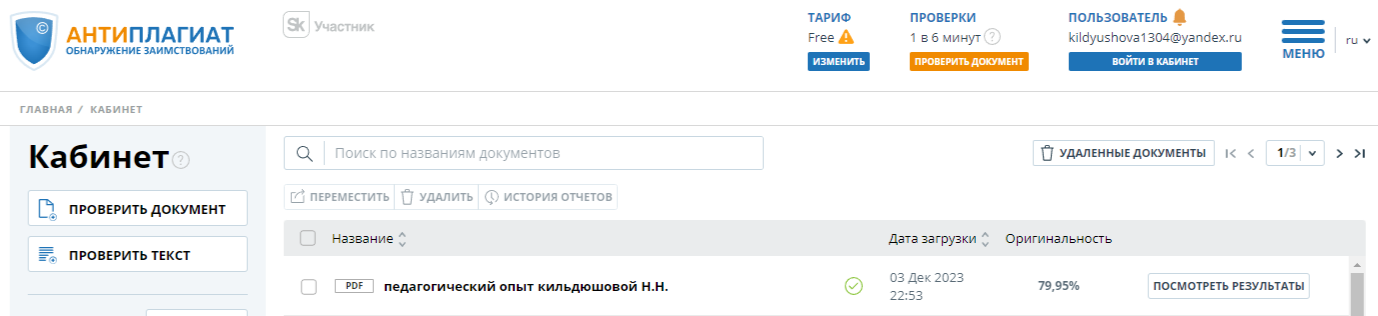 ©
АНТИПЛАГИАТ
ОБНАРУЖЕНИЕ ЗАИМСТВОВАНИЙ
Sk Участник
ТАРИФ
Free
ИЗМЕНИТЬ
ПРОВЕРКИ
1 в 6 минут ?
ПРОВЕРИТЬ ДОКУМЕНТ
ПОЛЬЗОВАТЕЛЬ
kildyushova1304@yandex.ru
ВОЙТИ В КАБИНЕТ
МЕНЮ
ru
ГЛАВНАЯ / КАБИНЕТ
Кабинет ?
ПРОВЕРИТЬ ДОКУМЕНТ
ПРОВЕРИТЬ ТЕКСТ
Поиск по названиям документов
УДАЛЕННЫЕ ДОКУМЕНТЫ
1/3
ПЕРЕМЕСТИТЬ УДАЛИТЬ ИСТОРИЯ ОТЧЕТОВ
Название Дата загрузки Оригинальность
PDF педагогический опыт кильдюшовой Н.Н.
03 Дек 2023
22:53
79,95%
ПОСМОТРЕТЬ РЕЗУЛЬТАТЫ